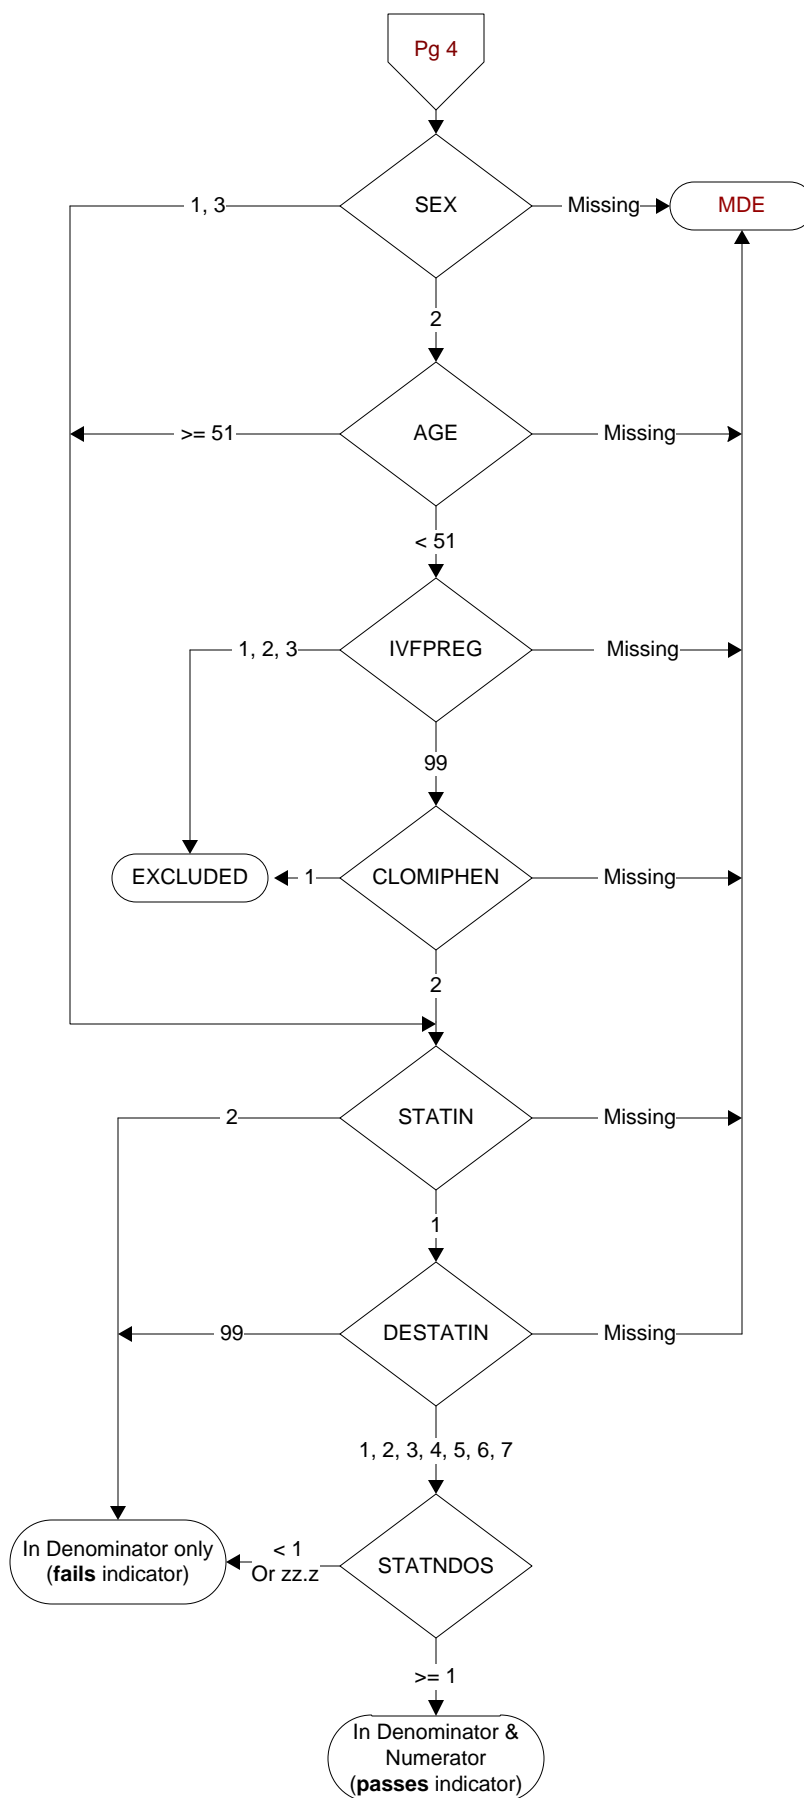 Pg 4
1, 3
SEX
Missing
MDE
2
>= 51
AGE
Missing
< 51
1, 2, 3
IVFPREG
Missing
99
EXCLUDED
1
CLOMIPHEN
Missing
2
2
STATIN
Missing
1
99
DESTATIN
Missing
1, 2, 3, 4, 5, 6, 7
In Denominator only
(fails indicator)
< 1
Or zz.z
STATNDOS
>= 1
In Denominator &
Numerator
(passes indicator)